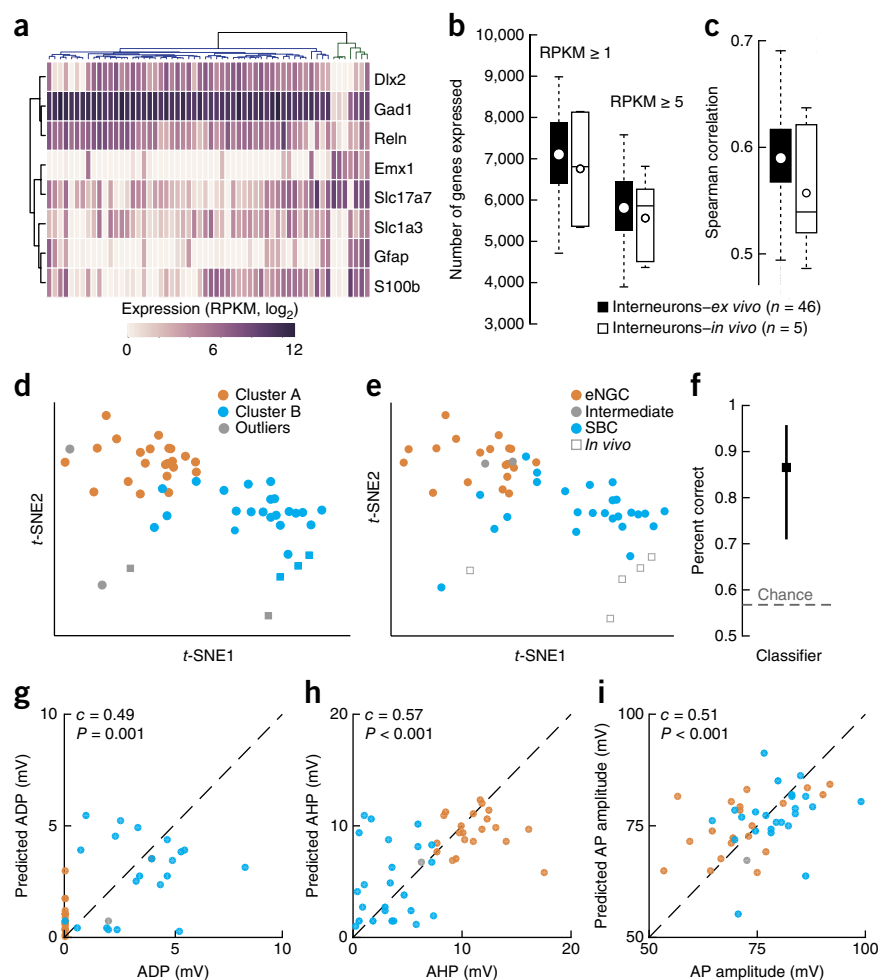 a
Dlx2
Gad1
Reln
Emx1
Slc17a7
Slc1a3
Gfap
S100b
Expression (RPKM, log2)
0 6 12
b
Number of genes expressed
10,000
9,000
8,000
7,000
6,000
5,000
4,000
3,000
RPKM ≥ 1
RPKM ≥ 5
c
Spearman correlation
0.7
0.6
0.5
Interneurons–ex vivo (n = 46)
Interneurons–in vivo (n = 5)
d
Cluster A
Cluster B
Outliers
t-SNE2
t-SNE1
e
eNGC
Intermediate
SBC
In vivo
t-SNE2
t-SNE1
f
Percent correct
1
0.9
0.8
0.7
0.6
0.5
Chance
Classifier
g
c = 0.49
P = 0.001
Predicted ADP (mV)
10
5
0
0 5 10
ADP (mV)
h
c = 0.57
P < 0.001
Predicted AHP (mV)
20
10
0
0 10 20
AHP (mV)
i
c = 0.51
P < 0.001
Predicted AP amplitude (mV)
100
75
50
50 75 100
AP amplitude (mV)